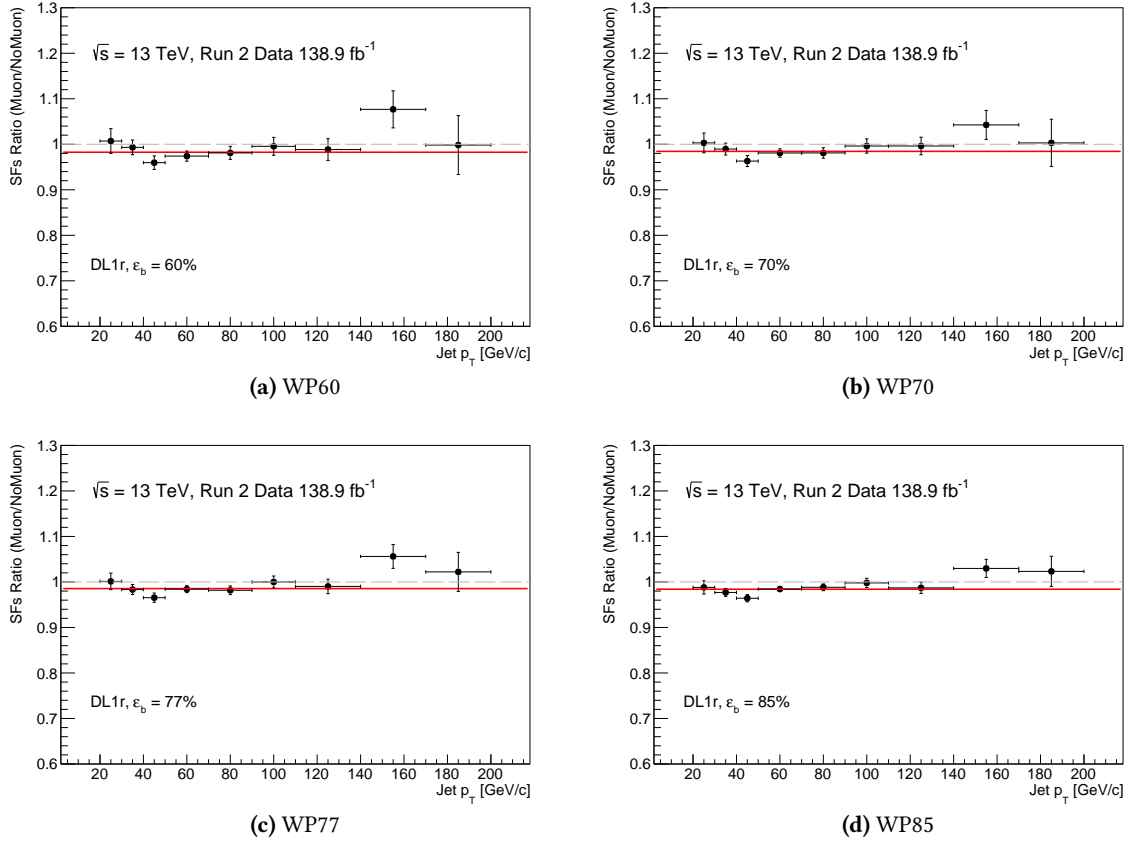 SFs Ratio (Muon/NoMuon)
1.3
1.2
1.1
1
0.9
0.8
0.7
0.6
√s = 13 TeV, Run 2 Data 138.9 fb⁻¹
DL1r, ε_b = 60%
20 40 60 80 100 120 140 160 180 200
Jet p_T [GeV/c]
(a) WP60
SFs Ratio (Muon/NoMuon)
1.3
1.2
1.1
1
0.9
0.8
0.7
0.6
√s = 13 TeV, Run 2 Data 138.9 fb⁻¹
DL1r, ε_b = 70%
20 40 60 80 100 120 140 160 180 200
Jet p_T [GeV/c]
(b) WP70
SFs Ratio (Muon/NoMuon)
1.3
1.2
1.1
1
0.9
0.8
0.7
0.6
√s = 13 TeV, Run 2 Data 138.9 fb⁻¹
DL1r, ε_b = 77%
20 40 60 80 100 120 140 160 180 200
Jet p_T [GeV/c]
(c) WP77
SFs Ratio (Muon/NoMuon)
1.3
1.2
1.1
1
0.9
0.8
0.7
0.6
√s = 13 TeV, Run 2 Data 138.9 fb⁻¹
DL1r, ε_b = 85%
20 40 60 80 100 120 140 160 180 200
Jet p_T [GeV/c]
(d) WP85